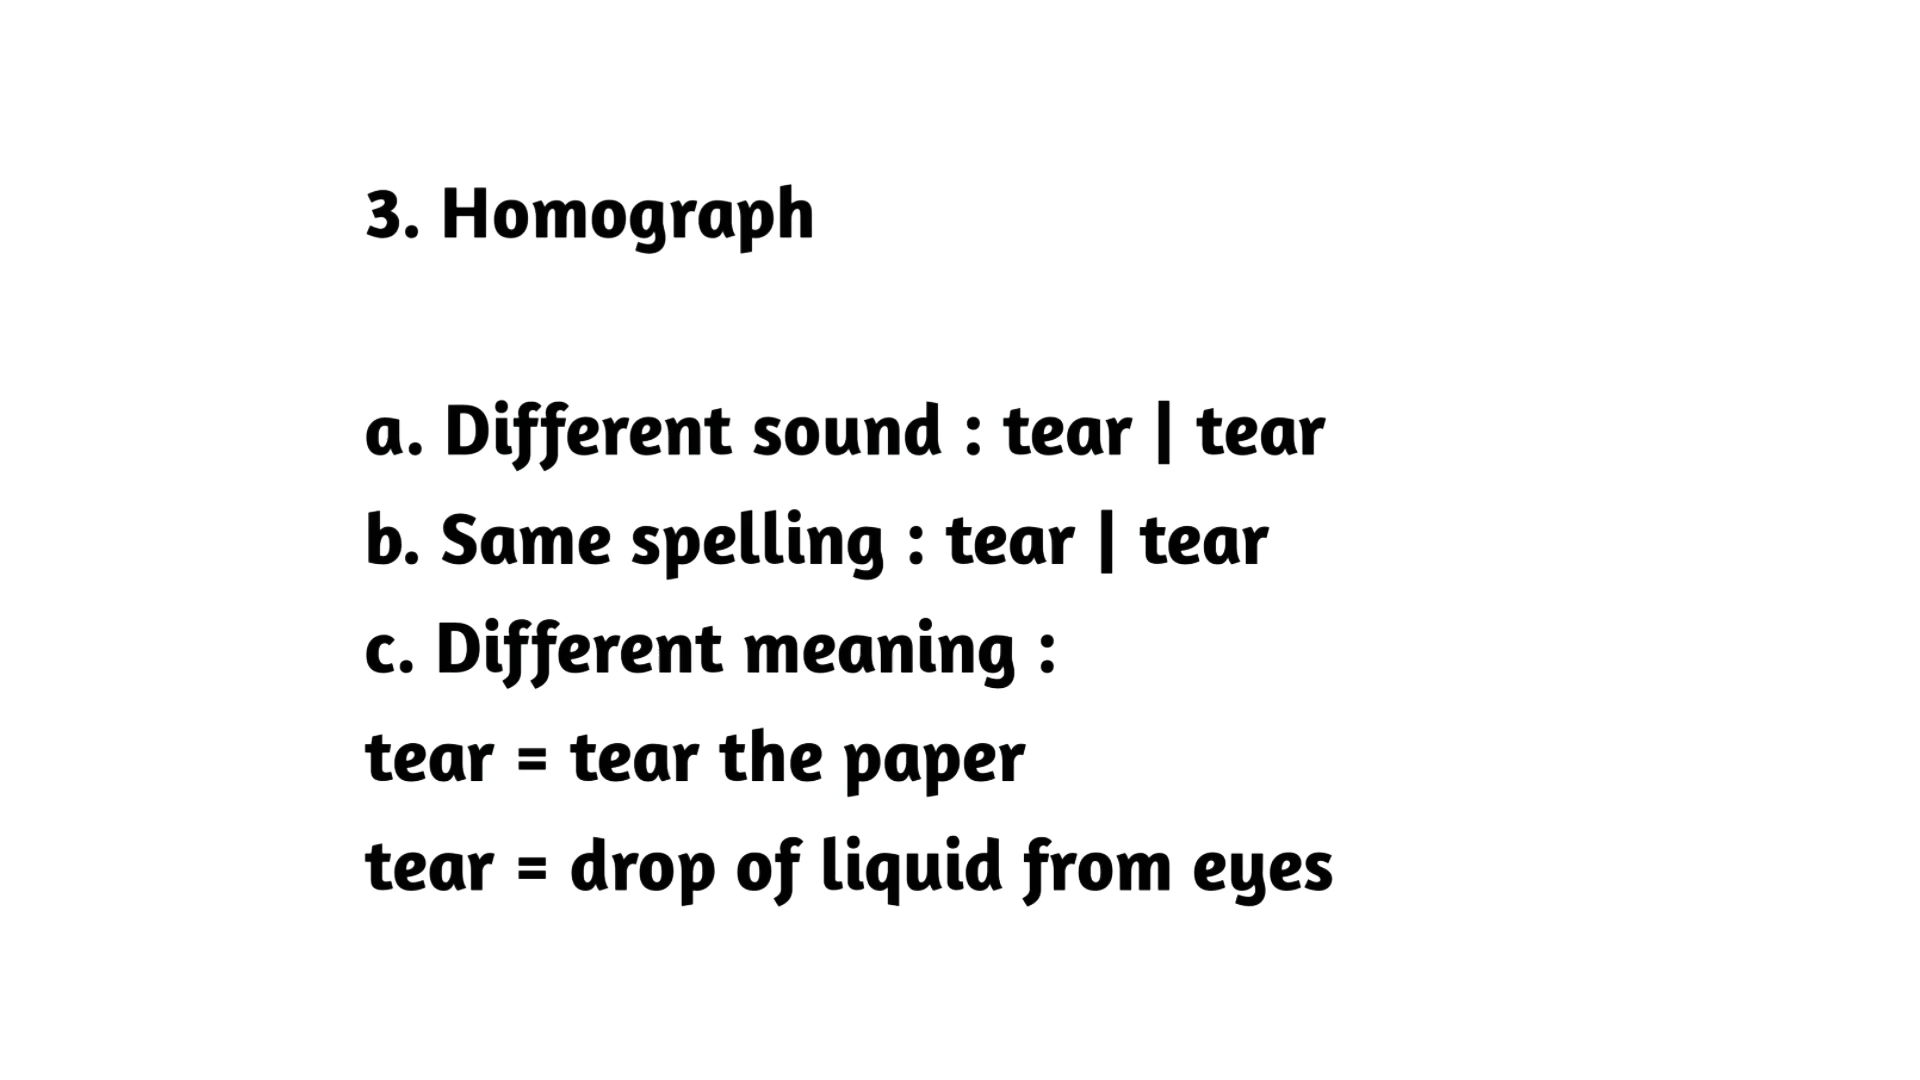 3. Homograph
a. Different sound : tear | tear
b. Same spelling : tear | tear
c. Different meaning :
tear = tear the paper
tear = drop of liquid from eyes